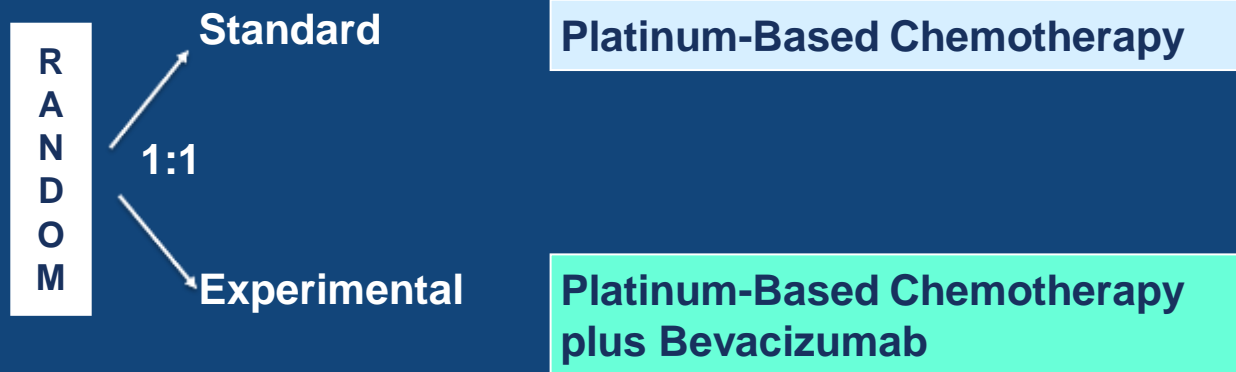 R
A
N
D
O
M
Standard
Platinum-Based Chemotherapy
1:1
Experimental
Platinum-Based Chemotherapy
plus Bevacizumab